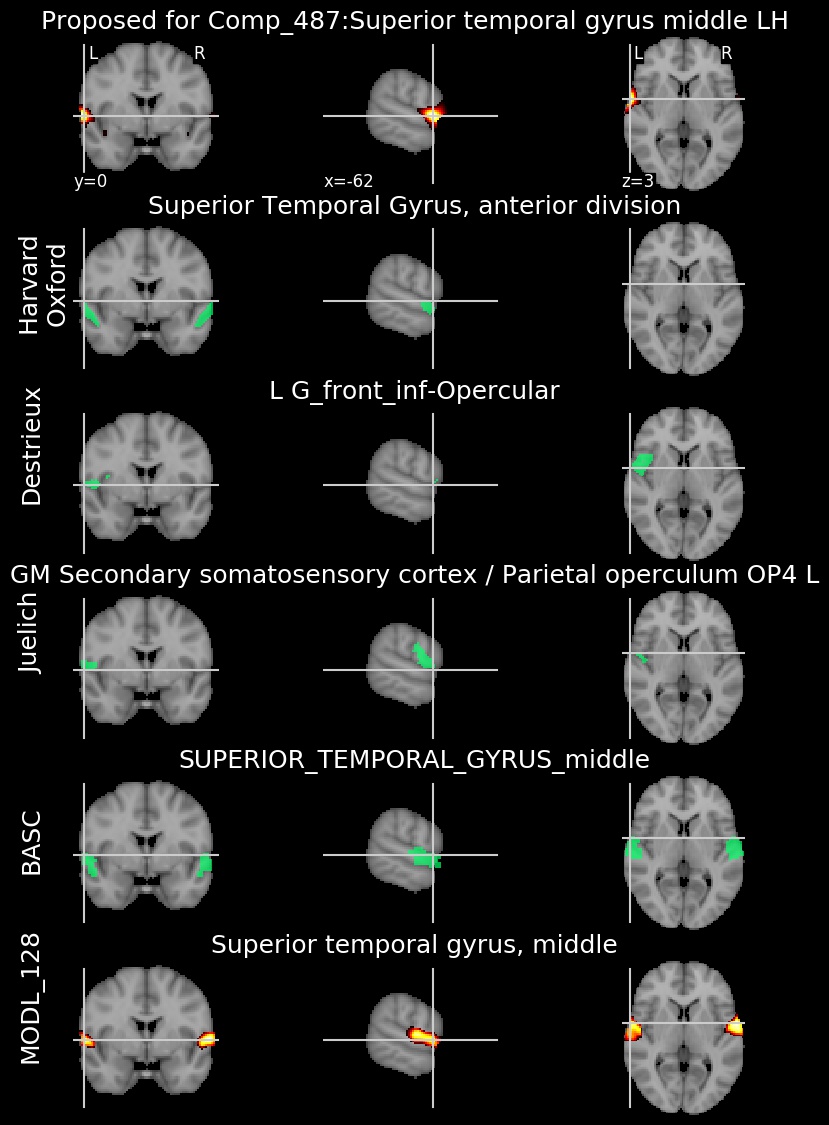 Proposed for Comp_487:Superior temporal gyrus middle LH
L R L R
y=0 x=-62 z=3
Superior Temporal Gyrus, anterior division
Harvard
Oxford
L G_front_inf-Opercular
Destrieux
GM Secondary somatosensory cortex / Parietal operculum OP4 L
Juelich
SUPERIOR_TEMPORAL_GYRUS_middle
BASC
Superior temporal gyrus, middle
MODL_128